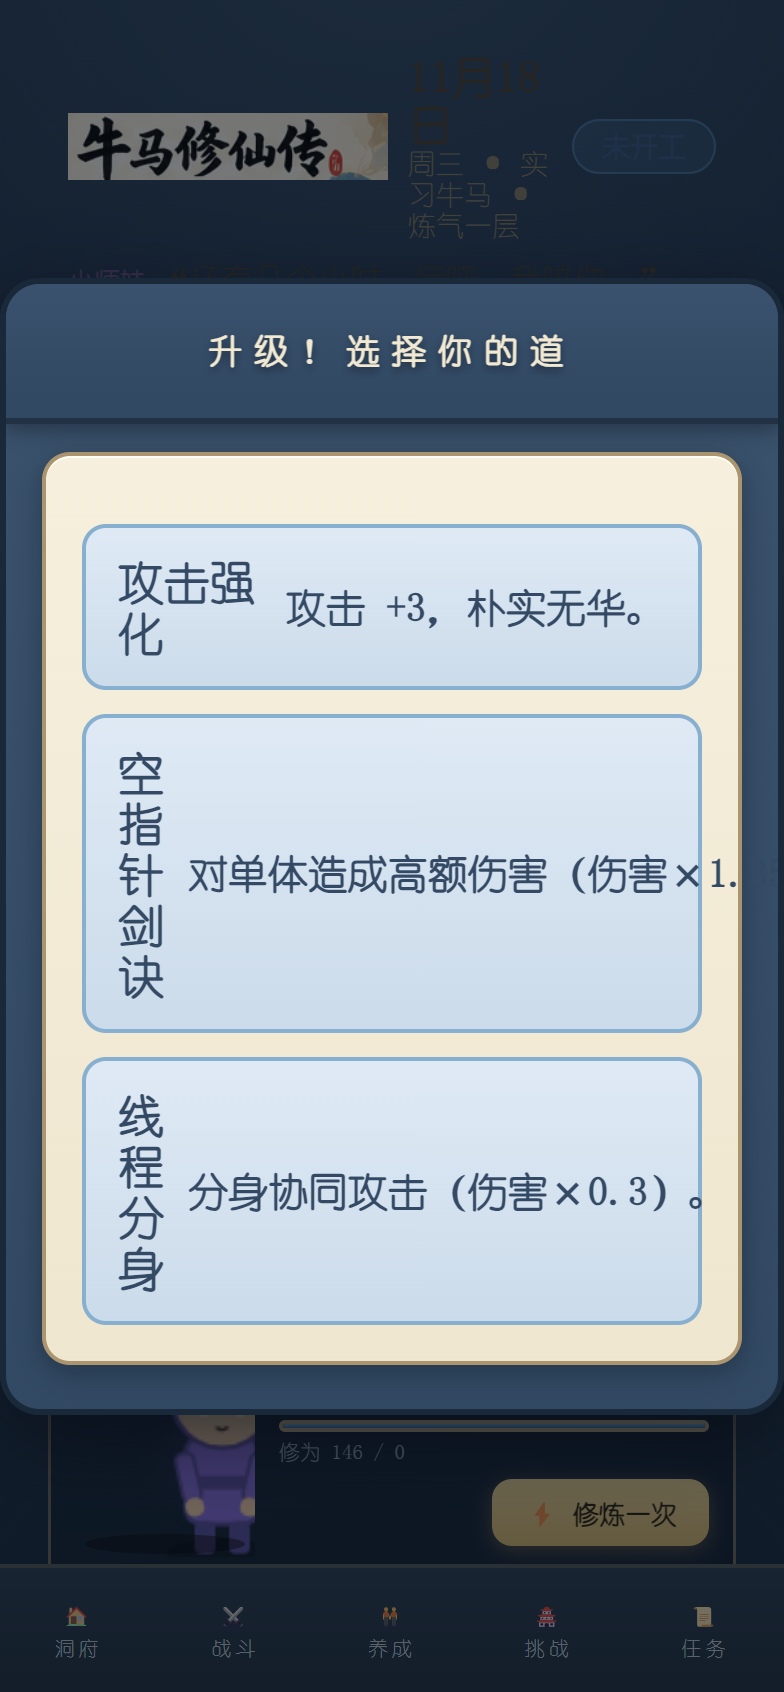 牛马修仙传
11月18
日
周三 • 实
习牛马 •
炼气一层
未开工
升级！选择你的道
攻击强
化
攻击 +3，朴实无华。
空
指
针
剑
诀
对单体造成高额伤害（伤害×1.
线
程
分
身
分身协同攻击（伤害×0.3）。
修为 146 / 0
修炼一次
洞府
战斗
养成
挑战
任务